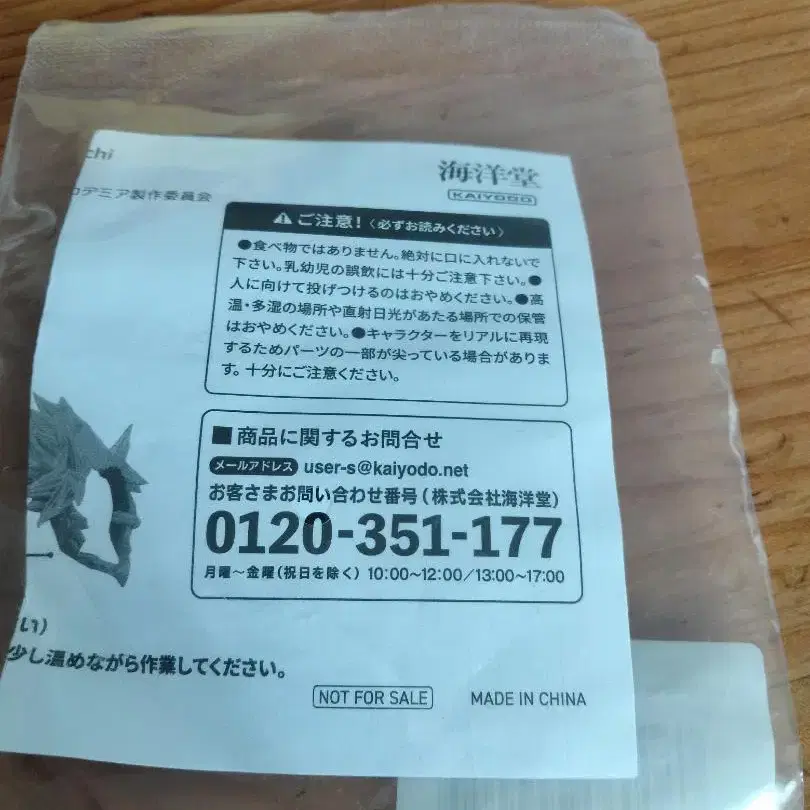 chi
海洋堂
KAIYODO
デミア製作委員会
ご注意!〈必ずお読みください〉
●食べ物ではありません。絶対に口に入れないで
下さい。乳幼児の誤飲には十分ご注意下さい。●
人に向けて投げつけるのはおやめください。●高
温・多湿の場所や直射日光があたる場所での保管
はおやめください。●キャラクターをリアルに再現
するためパーツの一部が尖っている場合がありま
す。十分にご注意ください。
■商品に関するお問合せ
メールアドレス user-s@kaiyodo.net
お客さまお問い合わせ番号(株式会社海洋堂)
0120-351-177
月曜〜金曜(祝日を除く) 10:00〜12:00/13:00〜17:00
い)
少し温めながら作業してください。
NOT FOR SALE
MADE IN CHINA